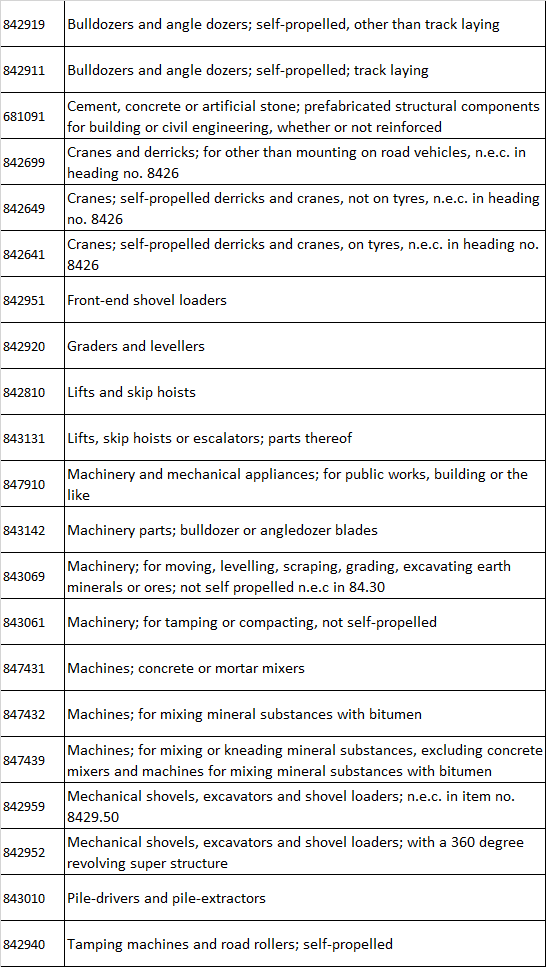 842919 Bulldozers and angle dozers; self-propelled, other than track laying
842911 Bulldozers and angle dozers; self-propelled; track laying
681091 Cement, concrete or artificial stone; prefabricated structural components
for building or civil engineering, whether or not reinforced
842699 Cranes and derricks; for other than mounting on road vehicles, n.e.c. in
heading no. 8426
842649 Cranes; self-propelled derricks and cranes, not on tyres, n.e.c. in heading
no. 8426
842641 Cranes; self-propelled derricks and cranes, on tyres, n.e.c. in heading no.
8426
842951 Front-end shovel loaders
842920 Graders and levellers
842810 Lifts and skip hoists
843131 Lifts, skip hoists or escalators; parts thereof
847910 Machinery and mechanical appliances; for public works, building or the
like
843142 Machinery parts; bulldozer or angledozer blades
843069 Machinery; for moving, levelling, scraping, grading, excavating earth
minerals or ores; not self propelled n.e.c in 84.30
843061 Machinery; for tamping or compacting, not self-propelled
847431 Machines; concrete or mortar mixers
847432 Machines; for mixing mineral substances with bitumen
847439 Machines; for mixing or kneading mineral substances, excluding concrete
mixers and machines for mixing mineral substances with bitumen
842959 Mechanical shovels, excavators and shovel loaders; n.e.c. in item no.
8429.50
842952 Mechanical shovels, excavators and shovel loaders; with a 360 degree
revolving super structure
843010 Pile-drivers and pile-extractors
842940 Tamping machines and road rollers; self-propelled